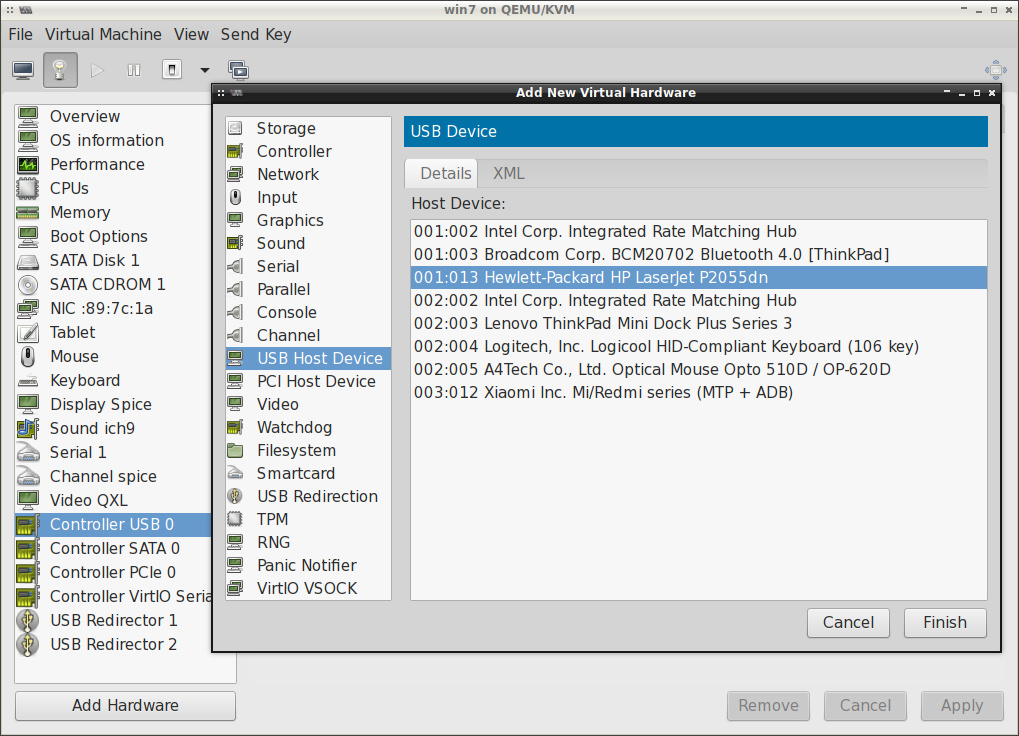 win7 on QEMU/KVM
File Virtual Machine View Send Key
Add New Virtual Hardware
Overview
OS information
Performance
CPUs
Memory
Boot Options
SATA Disk 1
SATA CDROM 1
NIC :89:7c:1a
Tablet
Mouse
Keyboard
Display Spice
Sound ich9
Serial 1
Channel spice
Video QXL
Controller USB 0
Controller SATA 0
Controller PCIe 0
Controller VirtIO Seria
USB Redirector 1
USB Redirector 2
Add Hardware
Storage
Controller
Network
Input
Graphics
Sound
Serial
Parallel
Console
Channel
USB Host Device
PCI Host Device
Video
Watchdog
Filesystem
Smartcard
USB Redirection
TPM
RNG
Panic Notifier
VirtIO VSOCK
USB Device
Details XML
Host Device:
001:002 Intel Corp. Integrated Rate Matching Hub
001:003 Broadcom Corp. BCM20702 Bluetooth 4.0 [ThinkPad]
001:013 Hewlett-Packard HP LaserJet P2055dn
002:002 Intel Corp. Integrated Rate Matching Hub
002:003 Lenovo ThinkPad Mini Dock Plus Series 3
002:004 Logitech, Inc. Logicool HID-Compliant Keyboard (106 key)
002:005 A4Tech Co., Ltd. Optical Mouse Opto 510D / OP-620D
003:012 Xiaomi Inc. Mi/Redmi series (MTP + ADB)
Cancel Finish
Remove Cancel Apply